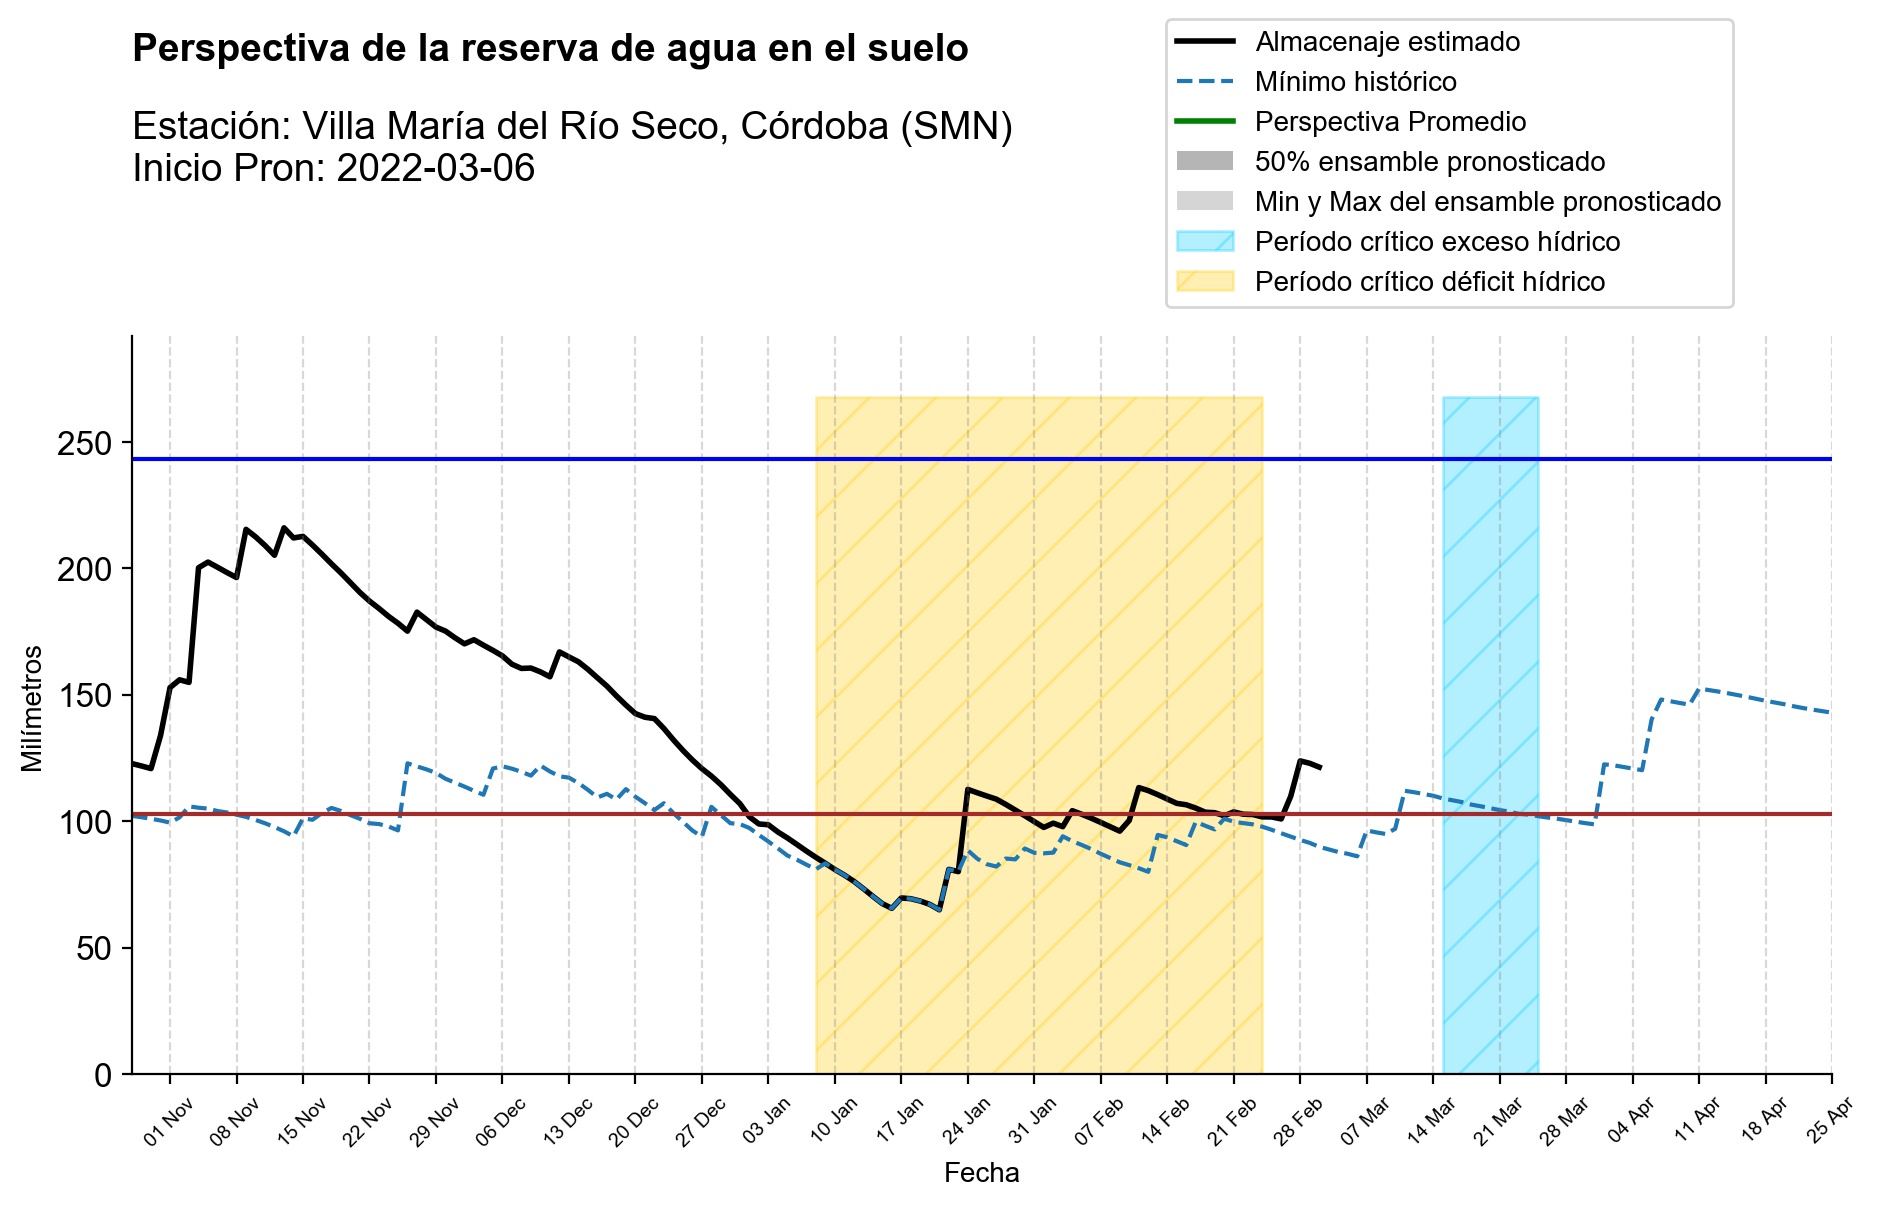 Perspectiva de la reserva de agua en el suelo
Estación: Villa María del Río Seco, Córdoba (SMN)
Inicio Pron: 2022-03-06
Almacenaje estimado
Mínimo histórico
Perspectiva Promedio
50% ensamble pronosticado
Min y Max del ensamble pronosticado
Período crítico exceso hídrico
Período crítico déficit hídrico
Milímetros
250
200
150
100
50
0
01 Nov
08 Nov
15 Nov
22 Nov
29 Nov
06 Dec
13 Dec
20 Dec
27 Dec
03 Jan
10 Jan
17 Jan
24 Jan
31 Jan
07 Feb
14 Feb
21 Feb
28 Feb
07 Mar
14 Mar
21 Mar
28 Mar
04 Apr
11 Apr
18 Apr
25 Apr
Fecha